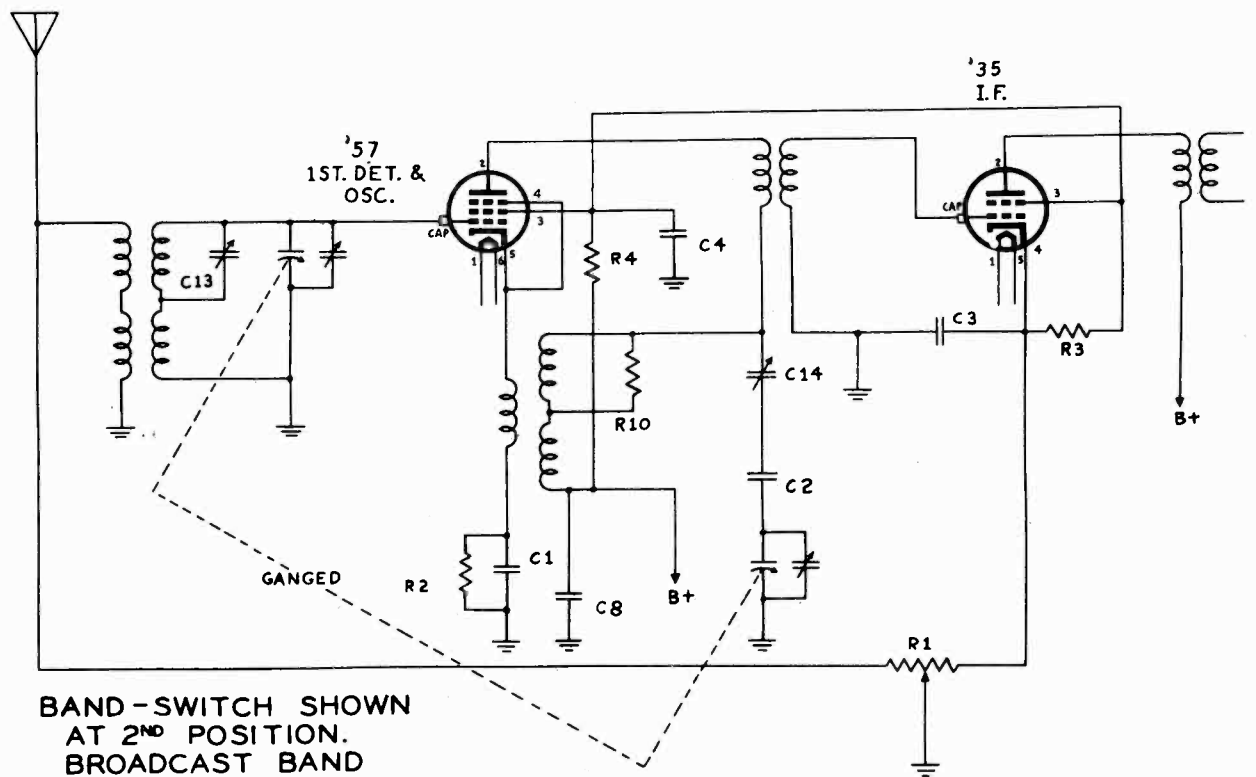 '35
I.F.
'57
1ST. DET. &
OSC.
2
4
3
CAP
5
1
6
2
3
CAP
4
1
5
C13
R4
C4
C3
R3
C14
R10
B+
C2
C1
R2
GANGED
C8
B+
R1
BAND-SWITCH SHOWN
AT 2ND POSITION.
BROADCAST BAND